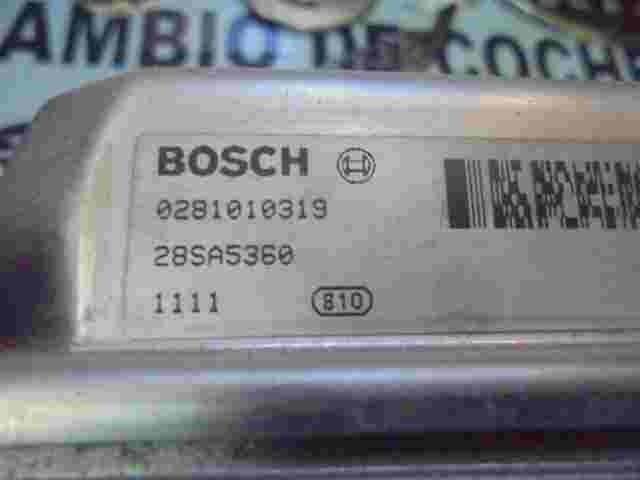 AMBIO DE COCHE
BOSCH
0281010319
28SA5360
1111 810